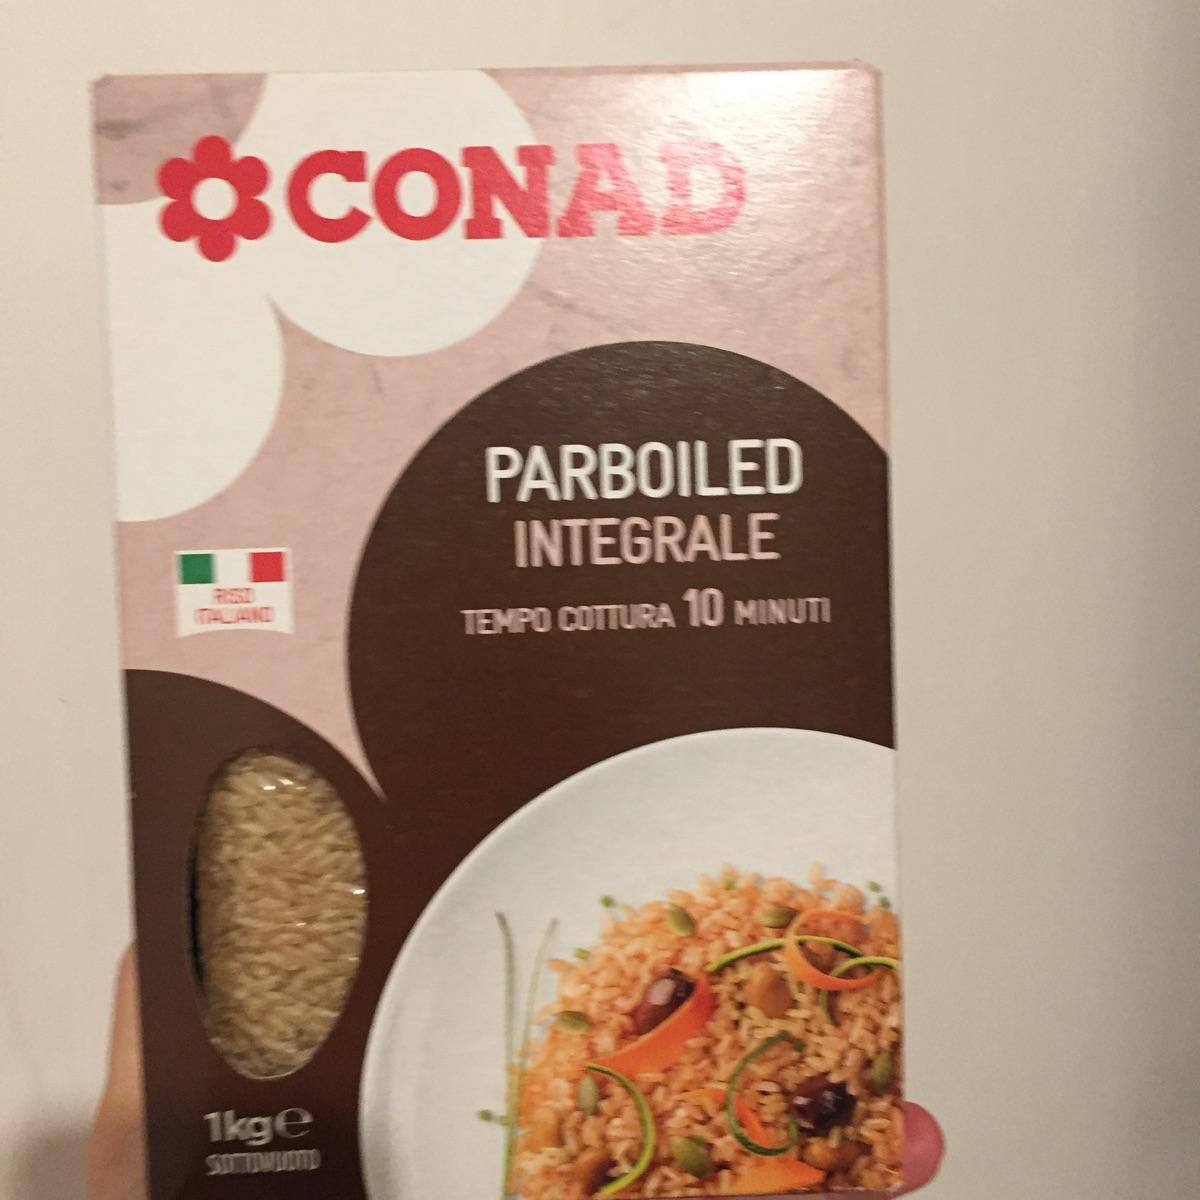 CONAD
PARBOILED
INTEGRALE
TEMPO COTTURA 10 MINUTI
RISO
ITALIANO
1kg℮
SOTTOVUOTO